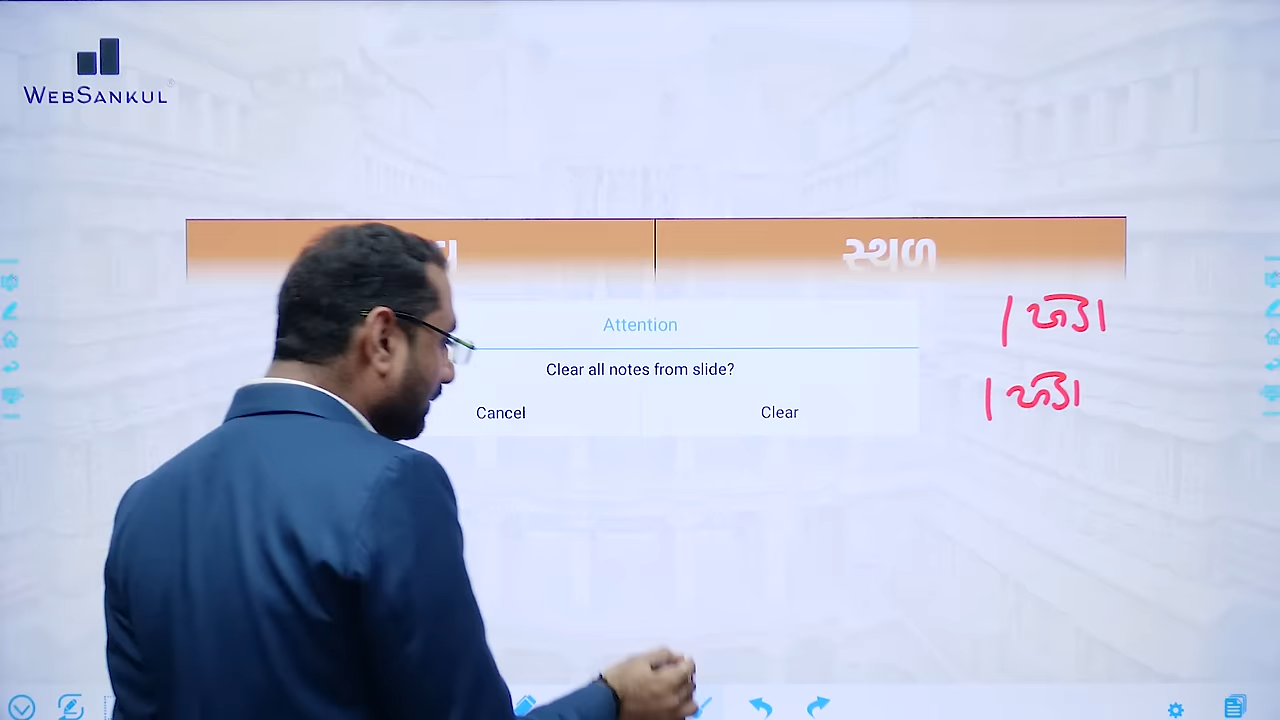 WEBSANKUL
સ્થળ
Attention
Clear all notes from slide?
Cancel
Clear